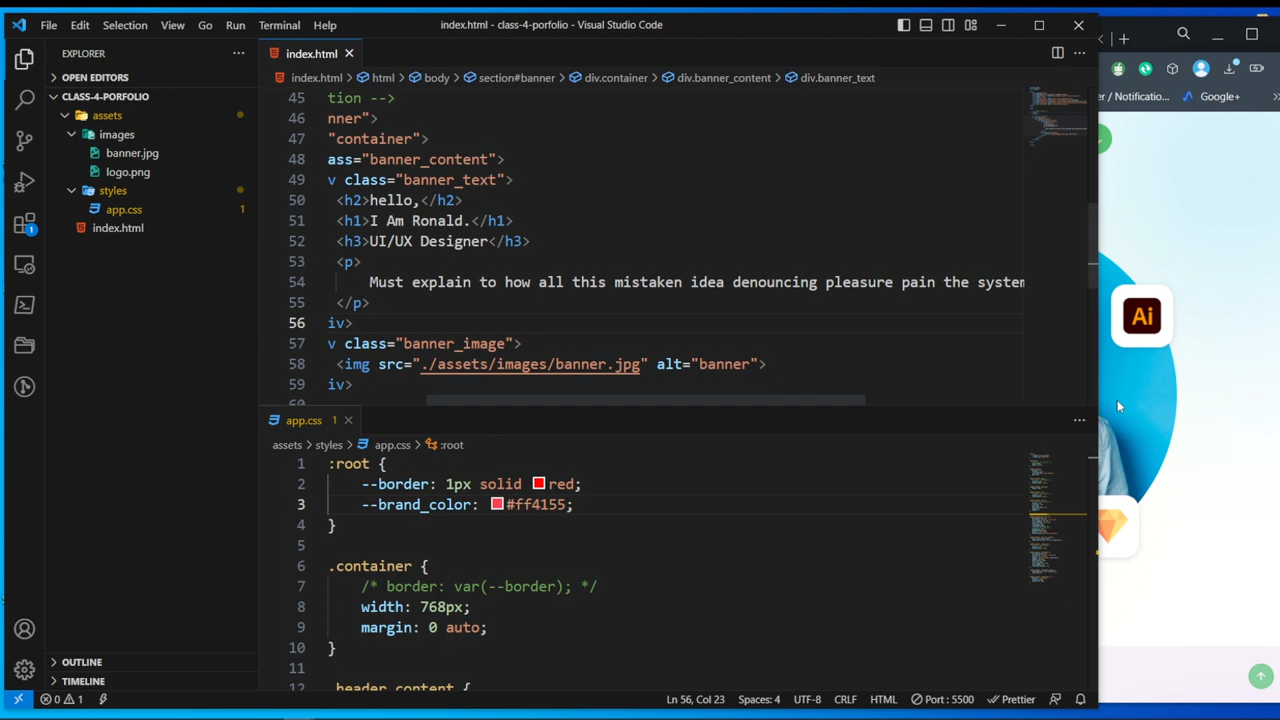 File Edit Selection View Go Run Terminal Help
index.html - class-4-porfolio - Visual Studio Code
EXPLORER
OPEN EDITORS
CLASS-4-PORFOLIO
assets
images
banner.jpg
logo.png
styles
app.css 1
index.html
OUTLINE
TIMELINE
index.html
index.html > html > body > section#banner > div.container > div.banner_content > div.banner_text
45 tion -->
46 nner">
47 "container">
48 ass="banner_content">
49 v class="banner_text">
50 <h2>hello,</h2>
51 <h1>I Am Ronald.</h1>
52 <h3>UI/UX Designer</h3>
53 <p>
54 Must explain to how all this mistaken idea denouncing pleasure pain the system
55 </p>
56 iv>
57 v class="banner_image">
58 <img src="./assets/images/banner.jpg" alt="banner">
59 iv>
60
app.css 1
assets > styles > app.css > :root
1 :root {
2 --border: 1px solid red;
3 --brand_color: #ff4155;
4 }
5
6 .container {
7 /* border: var(--border); */
8 width: 768px;
9 margin: 0 auto;
10 }
11
12 header content {
1
0 1
Ln 56, Col 23 Spaces: 4 UTF-8 CRLF HTML Port : 5500 Prettier
er / Notificatio... Google+
Ai